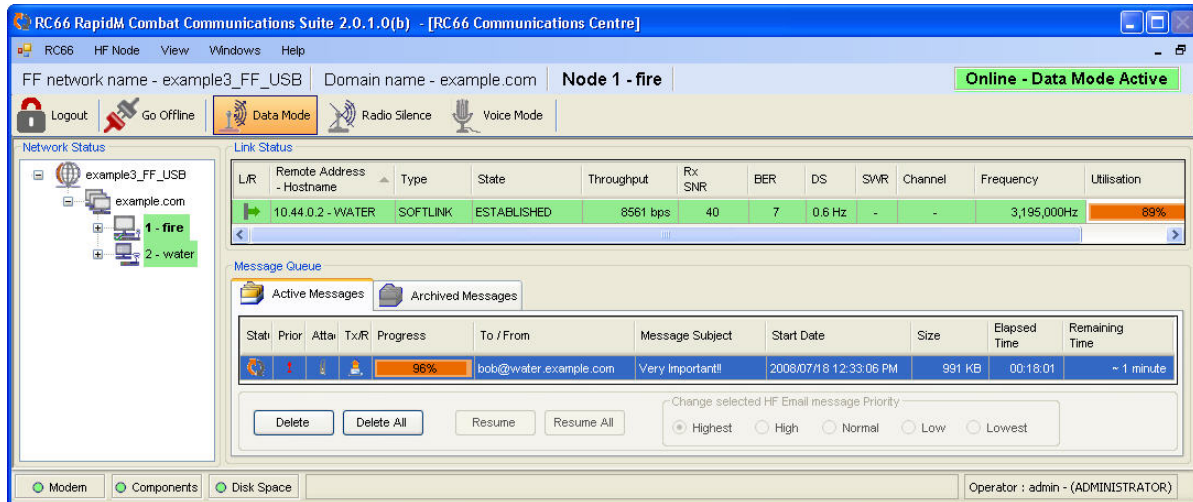 RC66 RapidM Combat Communications Suite 2.0.1.0(b) - [RC66 Communications Centre]
RC66 HF Node View Windows Help
FF network name - example3_FF_USB Domain name - example.com Node 1 - fire Online - Data Mode Active
Logout Go Offline Data Mode Radio Silence Voice Mode
Network Status
example3_FF_USB
example.com
1 - fire
2 - water
Link Status
L/R Remote Address - Hostname Type State Throughput Rx SNR BER DS SWR Channel Frequency Utilisation
10.44.0.2 - WATER SOFTLINK ESTABLISHED 8561 bps 40 7 0.6 Hz - - 3,195,000Hz 89%
Message Queue
Active Messages Archived Messages
Stat Prior Atta Tx/R Progress To / From Message Subject Start Date Size Elapsed Time Remaining Time
96% bob@water.example.com Very Important!! 2008/07/18 12:33:06 PM 991 KB 00:18:01 ~ 1 minute
Delete Delete All Resume Resume All
Change selected HF Email message Priority
Highest High Normal Low Lowest
Modem Components Disk Space Operator : admin - (ADMINISTRATOR)